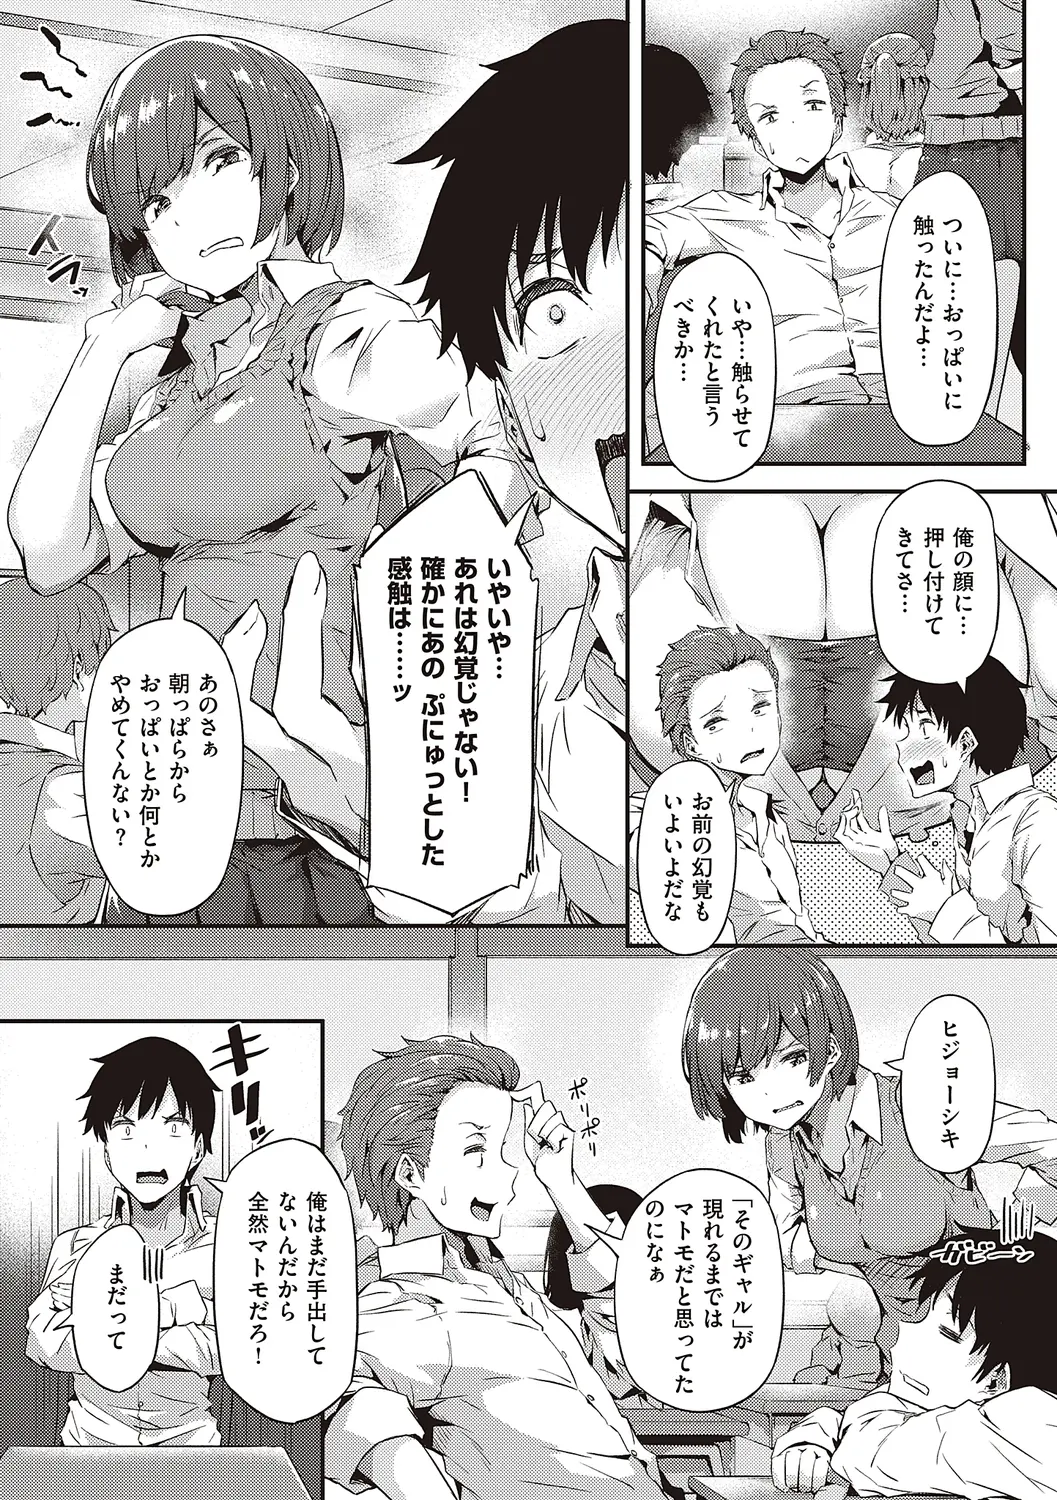 ついに…おっぱいに
触ったんだよ…
いや…触らせて
くれたと言う
べきか…
俺の顔に…
押し付けて
きてさ…
お前の幻覚も
いよいよだな
いやいや…
あれは幻覚じゃない！
確かにあの ぷにゅっとした
感触は……ッ
イラァ
あのさぁ
朝っぱらから
おっぱいとか何とか
やめてくんない？
ヒジョーシキ
ガビーン
「そのギャル」が
現れるまでは
マトモだと思ってた
のになぁ
ポリポリ
キッ
俺はまだ手出して
ないんだから
全然マトモだろ！
まだって